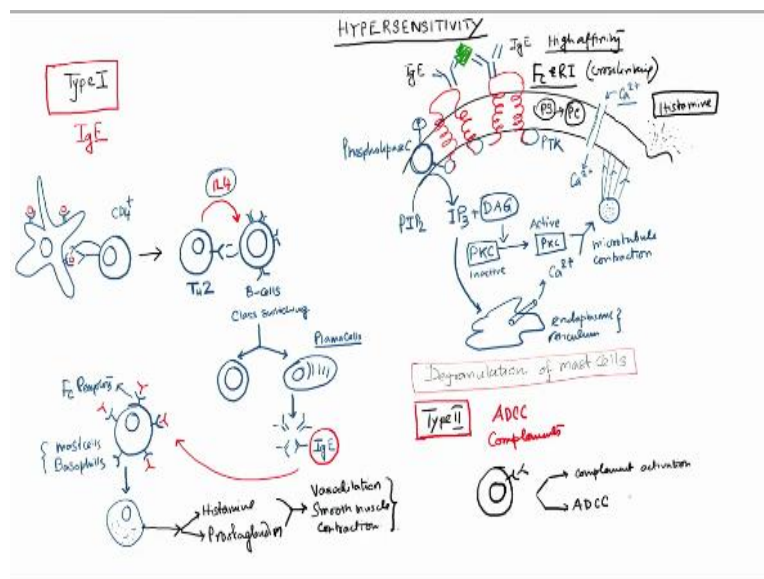 HYPERSENSITIVITY
Type I
IgE
CD4+
IL4
TH2
B-cells
Class switching
Plasma Cells
IgE
Fc Receptors
mast cells
Basophils
Histamine
Prostaglandin
Vasodilation
Smooth muscle
Contraction
IgE
IgE
High affinity
FcεRI (crosslinking)
PS → PC
Ca2+
Histamine
Phospholipase C
PTK
Ca2+
PIP2
IP3 + DAG
PKC
Inactive
Active
PKC
Ca2+
microtubule
contraction
endoplasmic
reticulum
Degranulation of mast cells
Type II
ADCC
Complements
complement activation
ADCC